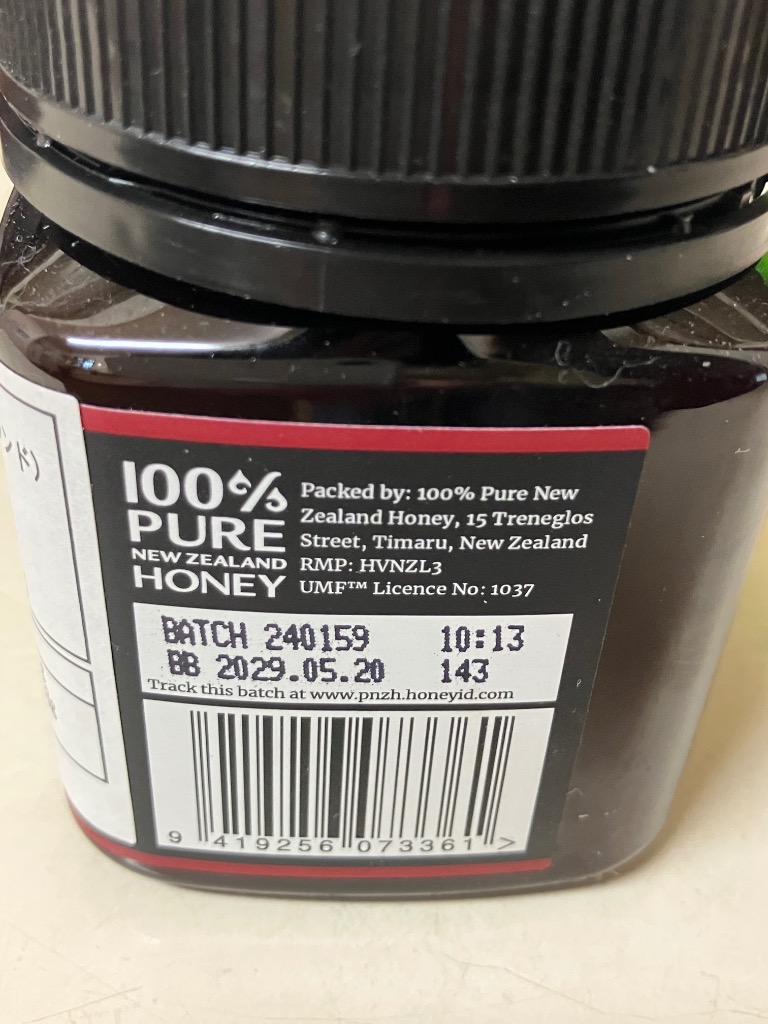 ンド)
100%
PURE
NEW ZEALAND
HONEY
Packed by: 100% Pure New
Zealand Honey, 15 Treneglos
Street, Timaru, New Zealand
RMP: HVNZL3
UMF™ Licence No: 1037
BATCH 240159 10:13
BB 2029.05.20 143
Track this batch at www.pnzh.honeyid.com
9 419256 073361 >